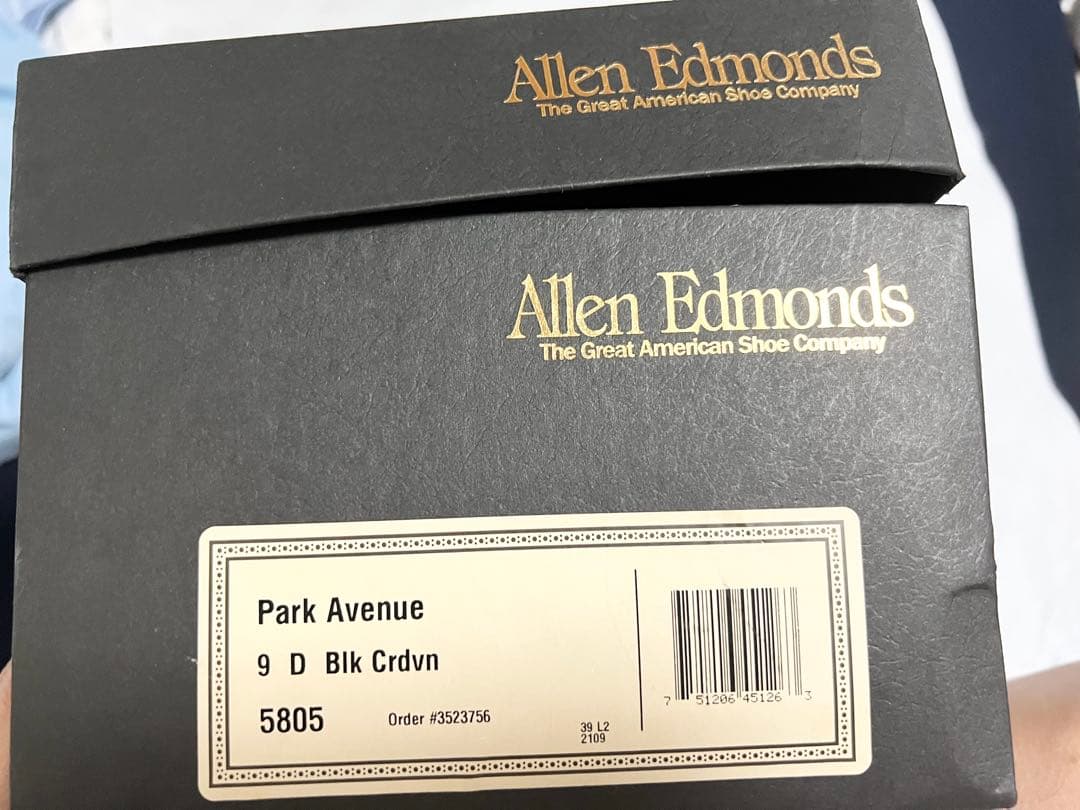 Allen Edmonds
The Great American Shoe Company
Allen Edmonds
The Great American Shoe Company
Park Avenue
9 D Blk Crdvn
5805 Order #3523756
39 L2
2109
7 51206 45126 3